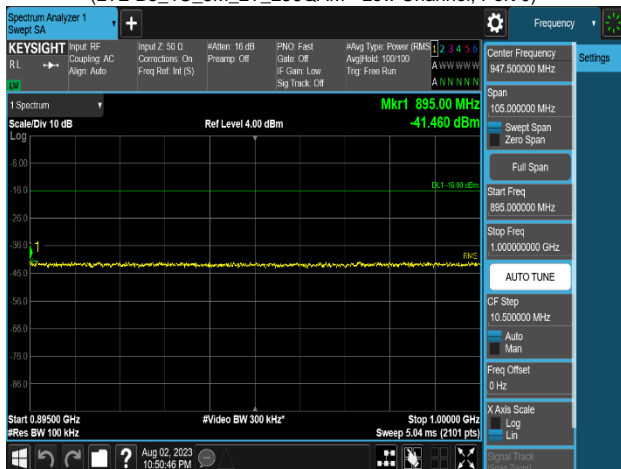 Spectrum Analyzer 1
Swept SA
Frequency
KEYSIGHT
RL
Input: RF
Coupling: AC
Align: Auto
Input Z: 50 Ω
Corrections: On
Freq Ref: Int (S)
#Atten: 16 dB
Preamp: Off
PNO: Fast
Gate: Off
IF Gain: Low
Sig Track: Off
#Avg Type: Power (RMS
Avg|Hold: 100/100
Trig: Free Run
1 2 3 4 5 6
A W W W W W
A N N N N N
1 Spectrum
Scale/Div 10 dB
Log
Ref Level 4.00 dBm
Mkr1 895.00 MHz
-41.460 dBm
DL1 -16.00 dBm
-6.00
-16.0
-26.0
-36.0
-46.0
-56.0
-66.0
-76.0
-86.0
1
RMS
Start 0.89500 GHz
#Res BW 100 kHz
#Video BW 300 kHz*
Stop 1.00000 GHz
Sweep 5.04 ms (2101 pts)
Aug 02, 2023
10:50:46 PM
Center Frequency
947.500000 MHz
Settings
Span
105.000000 MHz
Swept Span
Zero Span
Full Span
Start Freq
895.000000 MHz
Stop Freq
1.000000000 GHz
AUTO TUNE
CF Step
10.500000 MHz
Auto
Man
Freq Offset
0 Hz
X Axis Scale
Log
Lin
Signal Track